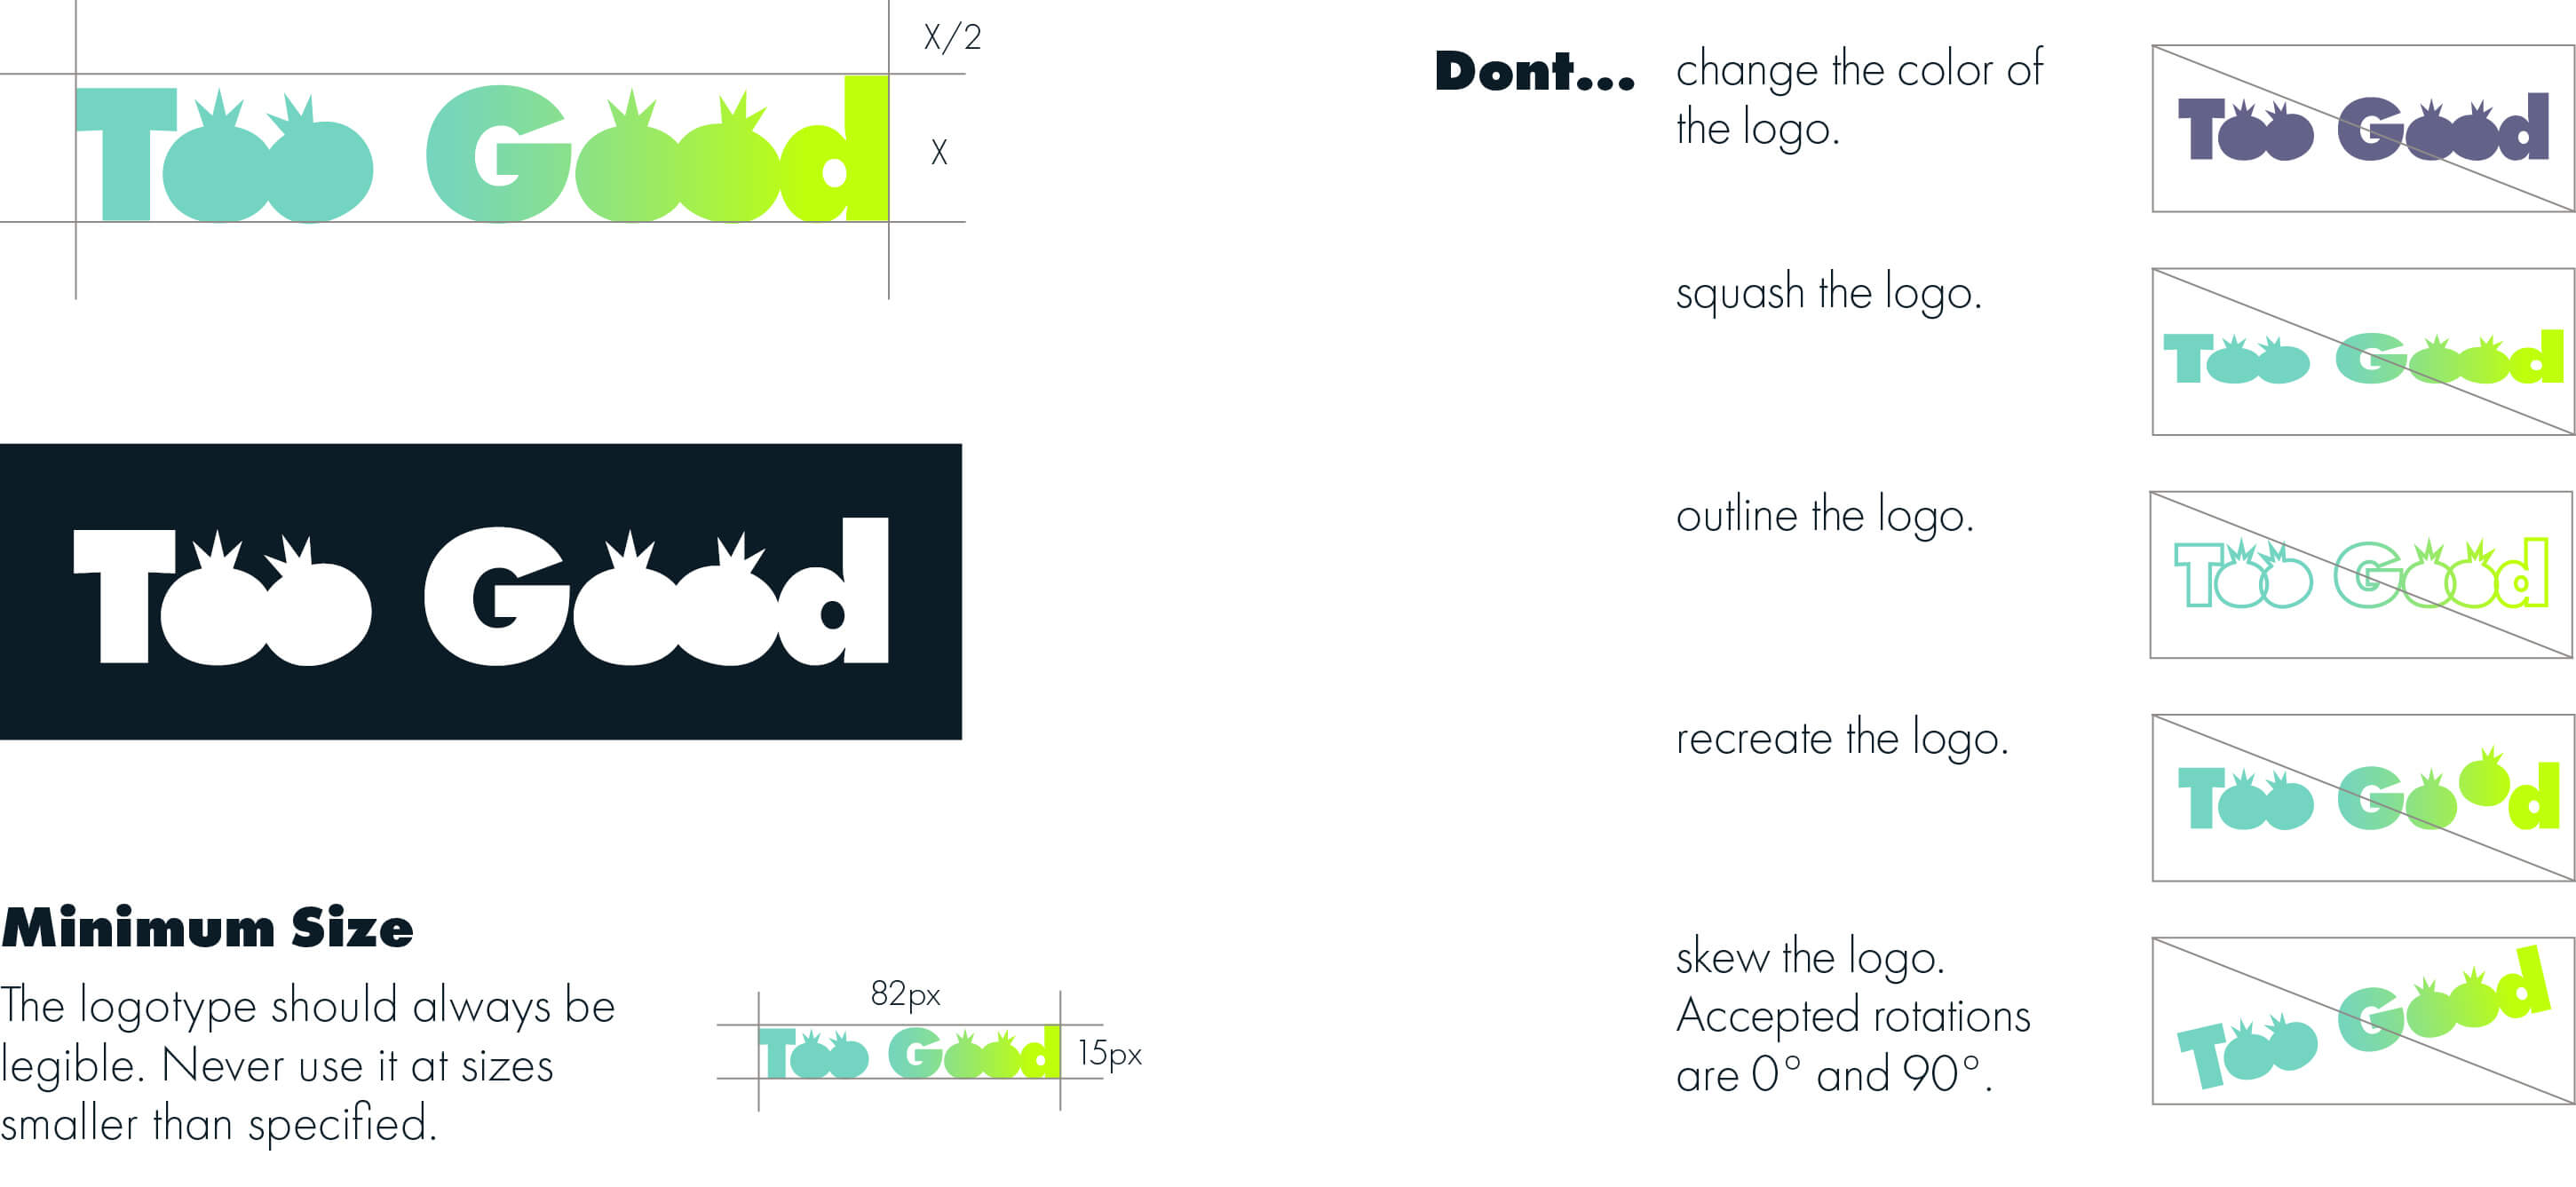 X/2
Too Good
X
Too Good
Minimum Size
The logotype should always be
legible. Never use it at sizes
smaller than specified.
82px
Too Good
15px
Dont...
change the color of
the logo.
Too Good
squash the logo.
Too Good
outline the logo.
Too Good
recreate the logo.
Too Good
skew the logo.
Accepted rotations
are 0° and 90°.
Too Good